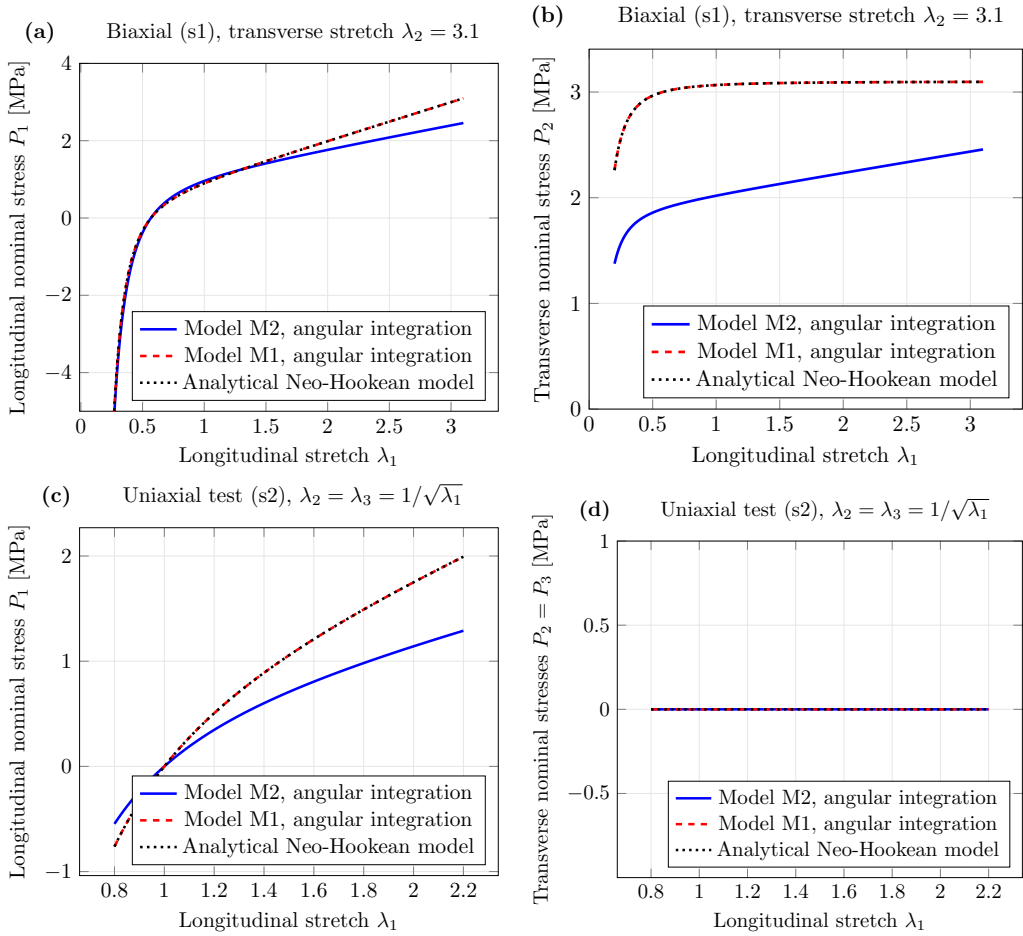 (a) Biaxial (s1), transverse stretch λ₂ = 3.1
Longitudinal nominal stress P₁ [MPa]
4
2
0
−2
−4
Model M2, angular integration
Model M1, angular integration
Analytical Neo-Hookean model
0 0.5 1 1.5 2 2.5 3
Longitudinal stretch λ₁
(b) Biaxial (s1), transverse stretch λ₂ = 3.1
Transverse nominal stress P₂ [MPa]
3
2
1
0
Model M2, angular integration
Model M1, angular integration
Analytical Neo-Hookean model
0 0.5 1 1.5 2 2.5 3
Longitudinal stretch λ₁
(c) Uniaxial test (s2), λ₂ = λ₃ = 1/√λ₁
Longitudinal nominal stress P₁ [MPa]
2
1
0
−1
Model M2, angular integration
Model M1, angular integration
Analytical Neo-Hookean model
0.8 1 1.2 1.4 1.6 1.8 2 2.2
Longitudinal stretch λ₁
(d) Uniaxial test (s2), λ₂ = λ₃ = 1/√λ₁
Transverse nominal stresses P₂ = P₃ [MPa]
1
0.5
0
−0.5
Model M2, angular integration
Model M1, angular integration
Analytical Neo-Hookean model
0.8 1 1.2 1.4 1.6 1.8 2 2.2
Longitudinal stretch λ₁